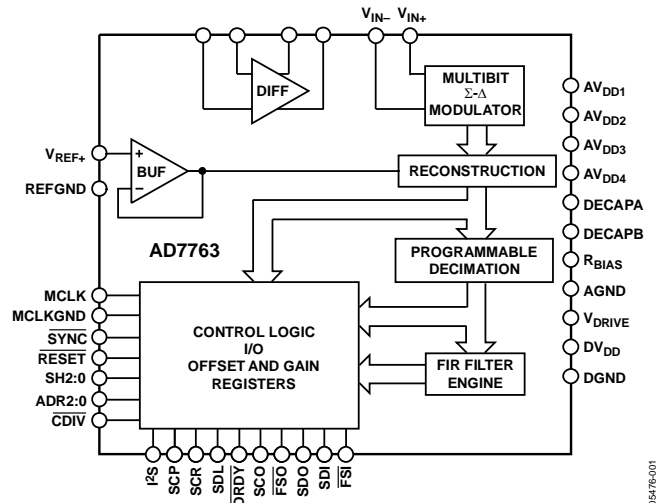 VIN– VIN+
DIFF
MULTIBIT
Σ-Δ
MODULATOR
AVDD1
AVDD2
AVDD3
AVDD4
DECAPA
DECAPB
RBIAS
AGND
VDRIVE
DVDD
DGND
VREF+
REFGND
+
–
BUF
RECONSTRUCTION
AD7763
PROGRAMMABLE
DECIMATION
MCLK
MCLKGND
SYNC
RESET
SH2:0
ADR2:0
CDIV
CONTROL LOGIC
I/O
OFFSET AND GAIN
REGISTERS
FIR FILTER
ENGINE
I2S
SCP
SCR
SDL
DRDY
SCO
FSO
SDO
SDI
FSI
05476-001